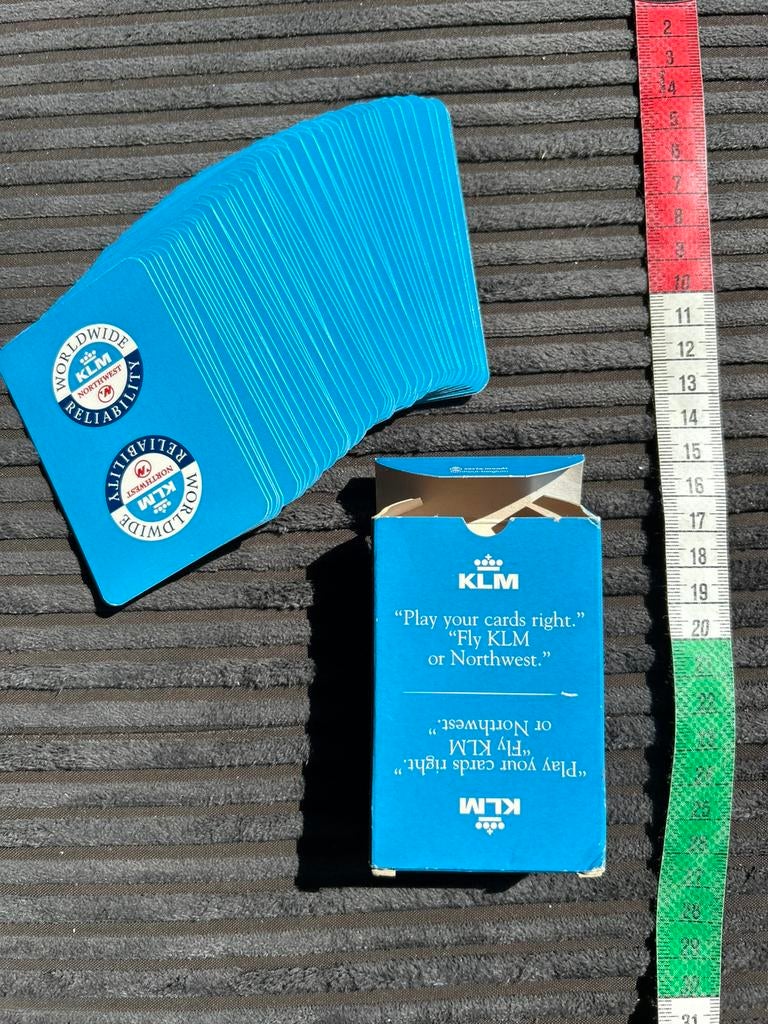 WORLDWIDE
KLM
NORTHWEST
RELIABILITY
WORLDWIDE
KLM
NORTHWEST
RELIABILITY
KLM
“Play your cards right.”
“Fly KLM
or Northwest.”
“Play your cards right.”
“Fly KLM
or Northwest.”
KLM
2
3
4
5
6
7
8
9
10
11
12
13
14
15
16
17
18
19
20
21
22
23
24
25
26
27
28
29
30
31